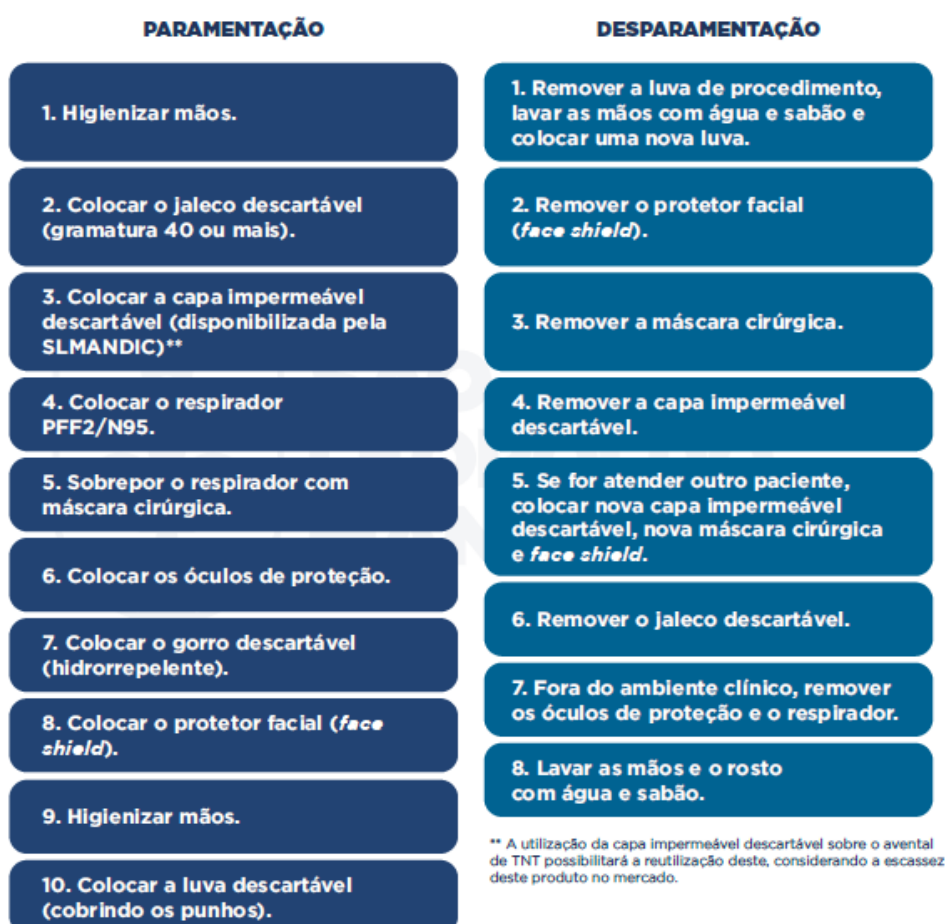 PARAMENTAÇÃO
1. Higienizar mãos.
2. Colocar o jaleco descartável
(gramatura 40 ou mais).
3. Colocar a capa impermeável
descartável (disponibilizada pela
SLMANDIC)**
4. Colocar o respirador
PFF2/N95.
5. Sobrepor o respirador com
máscara cirúrgica.
6. Colocar os óculos de proteção.
7. Colocar o gorro descartável
(hidrorrepelente).
8. Colocar o protetor facial (face
shield).
9. Higienizar mãos.
10. Colocar a luva descartável
(cobrindo os punhos).
DESPARAMENTAÇÃO
1. Remover a luva de procedimento,
lavar as mãos com água e sabão e
colocar uma nova luva.
2. Remover o protetor facial
(face shield).
3. Remover a máscara cirúrgica.
4. Remover a capa impermeável
descartável.
5. Se for atender outro paciente,
colocar nova capa impermeável
descartável, nova máscara cirúrgica
e face shield.
6. Remover o jaleco descartável.
7. Fora do ambiente clínico, remover
os óculos de proteção e o respirador.
8. Lavar as mãos e o rosto
com água e sabão.
** A utilização da capa impermeável descartável sobre o avental
de TNT possibilitará a reutilização deste, considerando a escassez
deste produto no mercado.